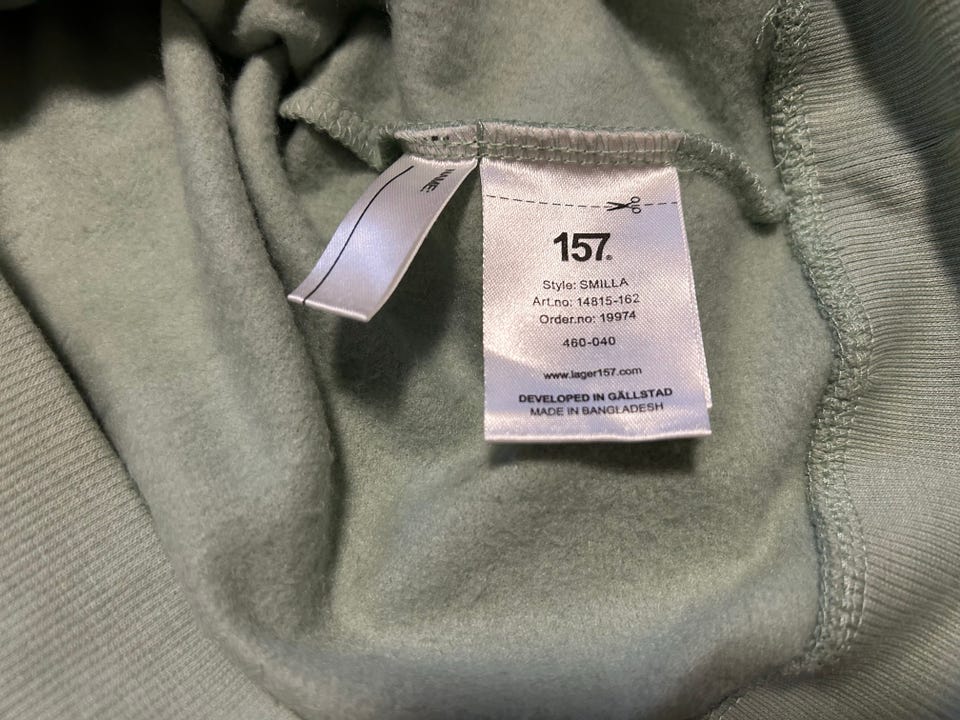 NAME:
157.
Style: SMILLA
Art.no: 14815-162
Order.no: 19974
460-040
www.lager157.com
DEVELOPED IN GÄLLSTAD
MADE IN BANGLADESH